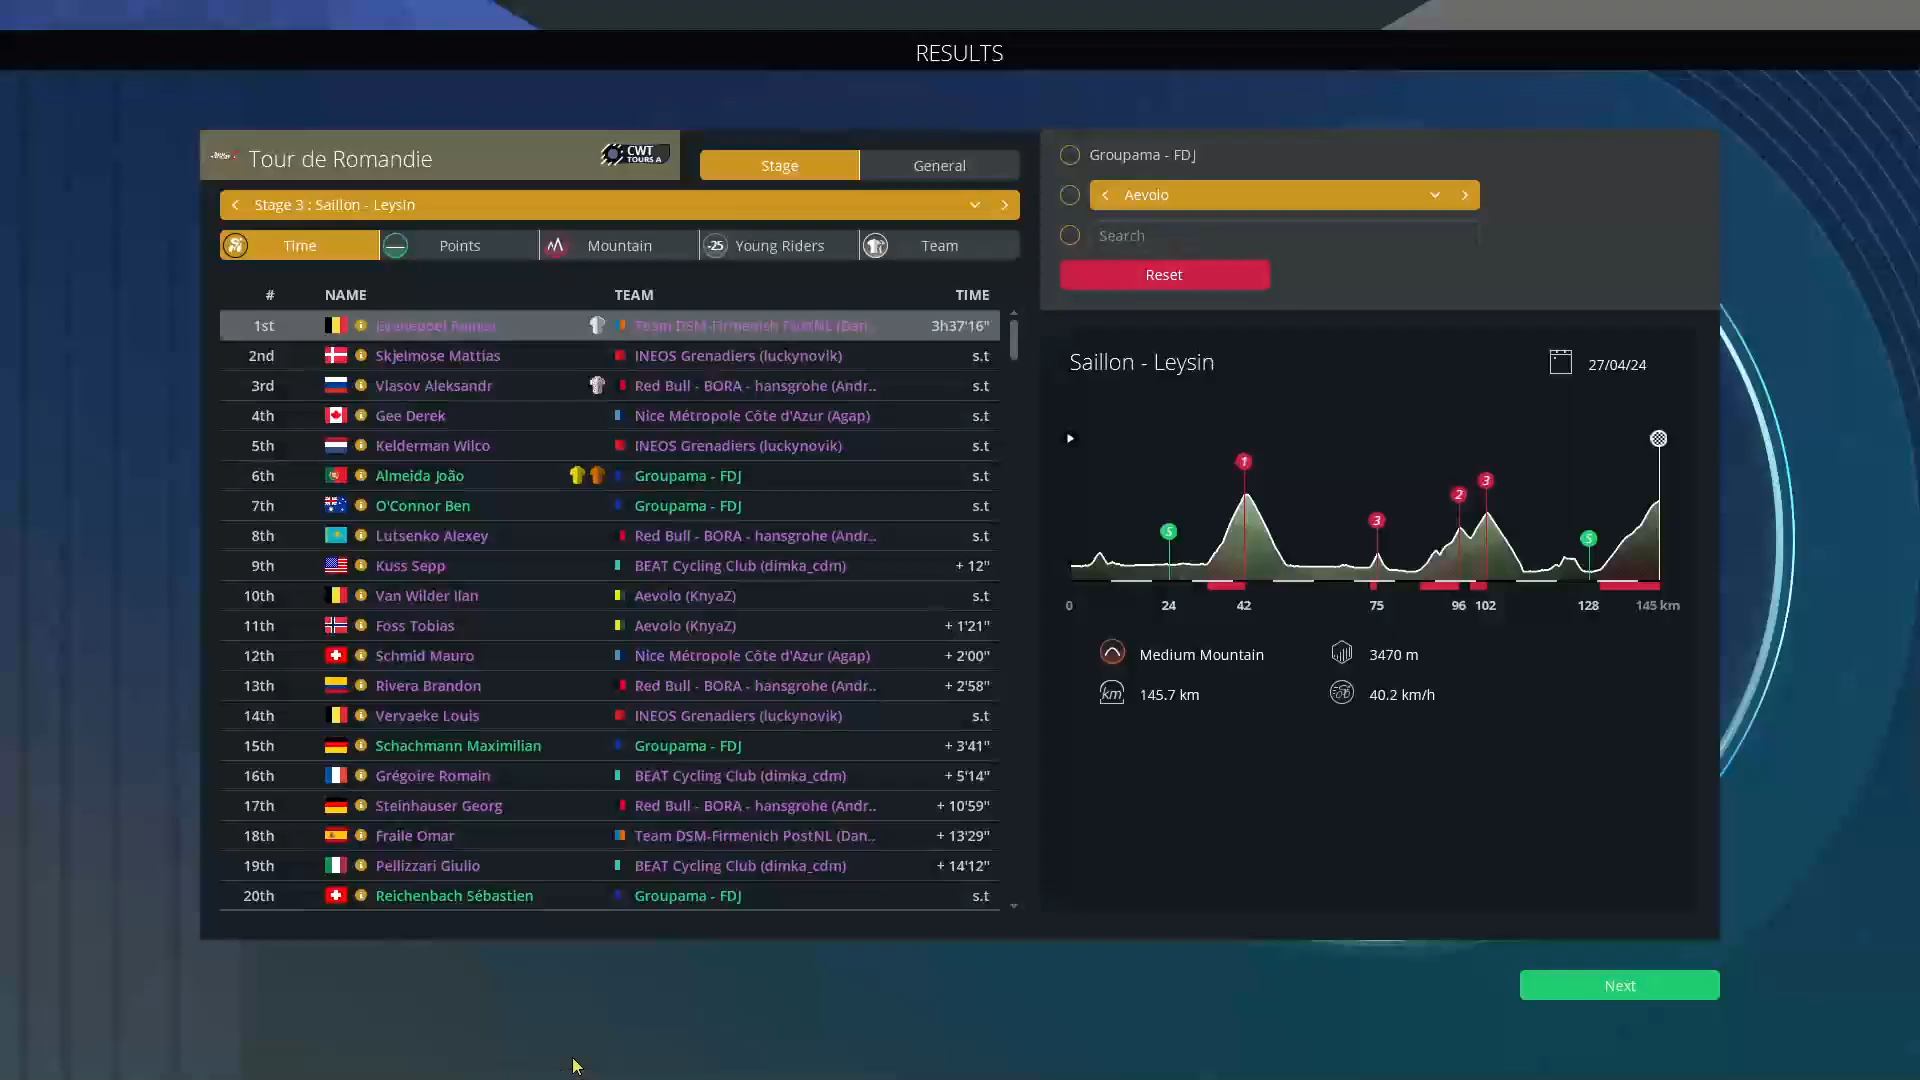 RESULTS
Tour de Romandie
CWT
TOURS A
Stage
General
Stage 3 : Saillon - Leysin
Time
Points
Mountain
-25 Young Riders
Team
# NAME TEAM TIME
1st Evenepoel Remco Team DSM-Firmenich PostNL (Dan.. 3h37'16"
2nd Skjelmose Mattias INEOS Grenadiers (luckynovik) s.t
3rd Vlasov Aleksandr Red Bull - BORA - hansgrohe (Andr.. s.t
4th Gee Derek Nice Métropole Côte d'Azur (Agap) s.t
5th Kelderman Wilco INEOS Grenadiers (luckynovik) s.t
6th Almeida João Groupama - FDJ s.t
7th O'Connor Ben Groupama - FDJ s.t
8th Lutsenko Alexey Red Bull - BORA - hansgrohe (Andr.. s.t
9th Kuss Sepp BEAT Cycling Club (dimka_cdm) + 12"
10th Van Wilder Ilan Aevolo (KnyaZ) s.t
11th Foss Tobias Aevolo (KnyaZ) + 1'21"
12th Schmid Mauro Nice Métropole Côte d'Azur (Agap) + 2'00"
13th Rivera Brandon Red Bull - BORA - hansgrohe (Andr.. + 2'58"
14th Vervaeke Louis INEOS Grenadiers (luckynovik) s.t
15th Schachmann Maximilian Groupama - FDJ + 3'41"
16th Grégoire Romain BEAT Cycling Club (dimka_cdm) + 5'14"
17th Steinhauser Georg Red Bull - BORA - hansgrohe (Andr.. + 10'59"
18th Fraile Omar Team DSM-Firmenich PostNL (Dan.. + 13'29"
19th Pellizzari Giulio BEAT Cycling Club (dimka_cdm) + 14'12"
20th Reichenbach Sébastien Groupama - FDJ s.t
Groupama - FDJ
Aevolo
Search
Reset
Saillon - Leysin
27/04/24
1
3
2
3
S
S
0 24 42 75 96 102 128 145 km
Medium Mountain
3470 m
km 145.7 km
40.2 km/h
Next